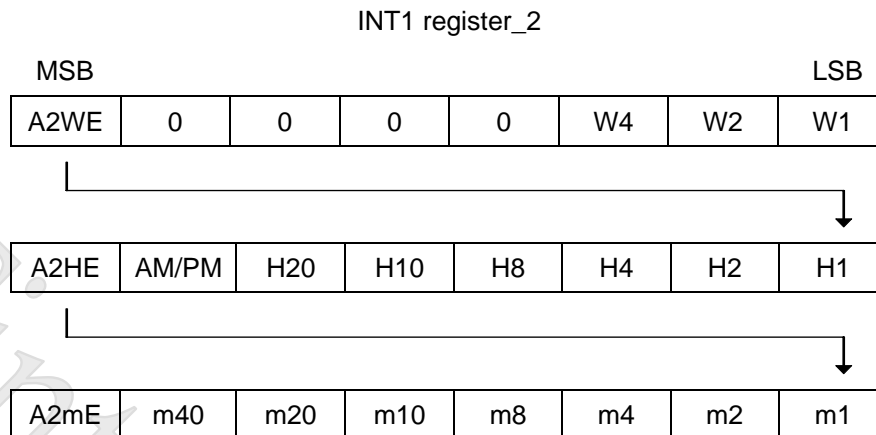 INT1 register_2
MSB LSB
A2WE 0 0 0 0 W4 W2 W1
A2HE AM/PM H20 H10 H8 H4 H2 H1
A2mE m40 m20 m10 m8 m4 m2 m1